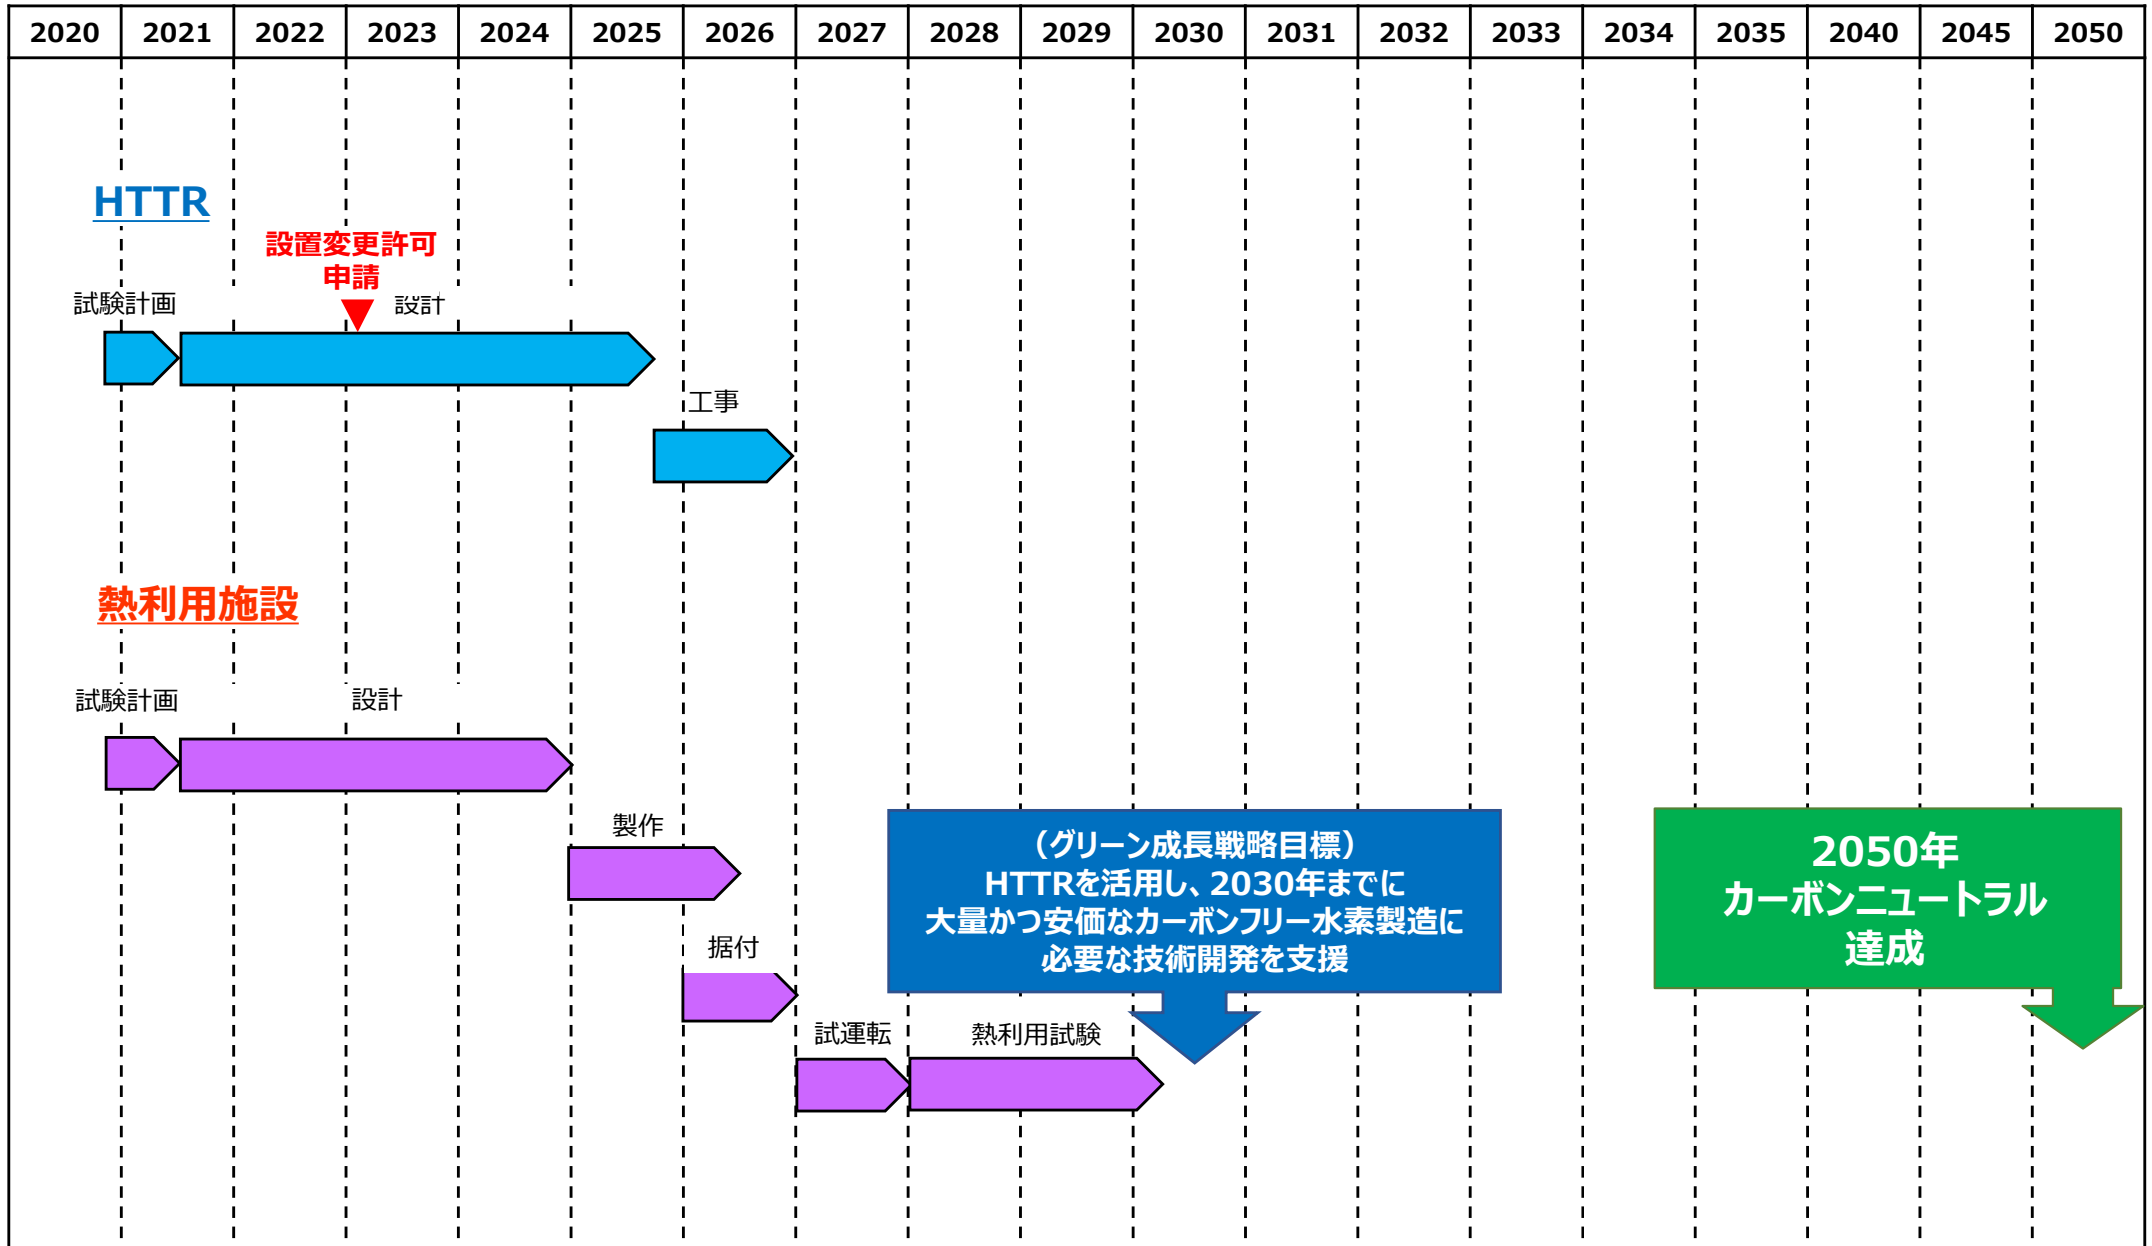 2020 2021 2022 2023 2024 2025 2026 2027 2028 2029 2030 2031 2032 2033 2034 2035 2040 2045 2050
HTTR
設置変更許可
申請
試験計画
設計
工事
熱利用施設
試験計画
設計
製作
据付
試運転
熱利用試験
（グリーン成長戦略目標）
HTTRを活用し、2030年までに
大量かつ安価なカーボンフリー水素製造に
必要な技術開発を支援
2050年
カーボンニュートラル
達成